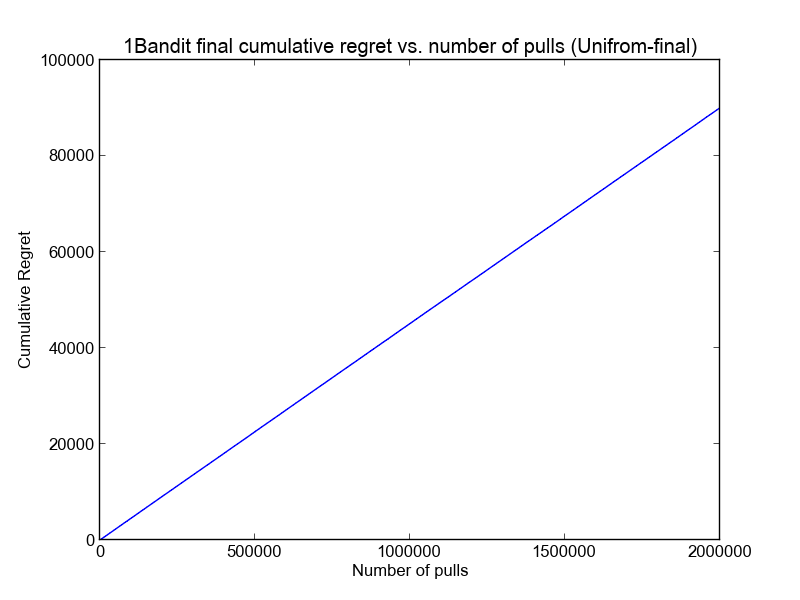 1Bandit final cumulative regret vs. number of pulls (Unifrom-final)
100000
80000
60000
40000
20000
0
Cumulative Regret
0 500000 1000000 1500000 2000000
Number of pulls